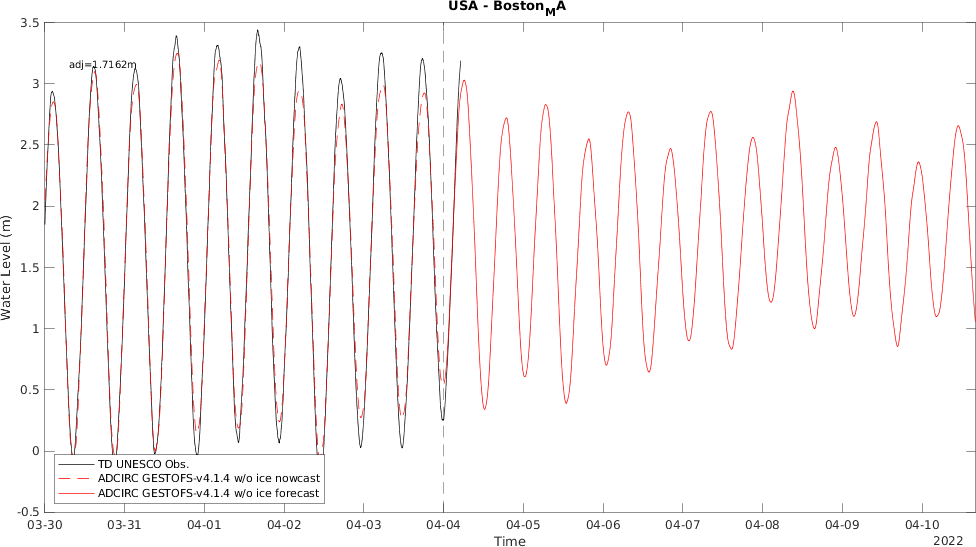 USA - Boston_MA
3.5
adj=1.7162m
3
2.5
2
1.5
1
0.5
0
-0.5
Water Level (m)
TD UNESCO Obs.
ADCIRC GESTOFS-v4.1.4 w/o ice nowcast
ADCIRC GESTOFS-v4.1.4 w/o ice forecast
03-30 03-31 04-01 04-02 04-03 04-04 04-05 04-06 04-07 04-08 04-09 04-10
Time
2022